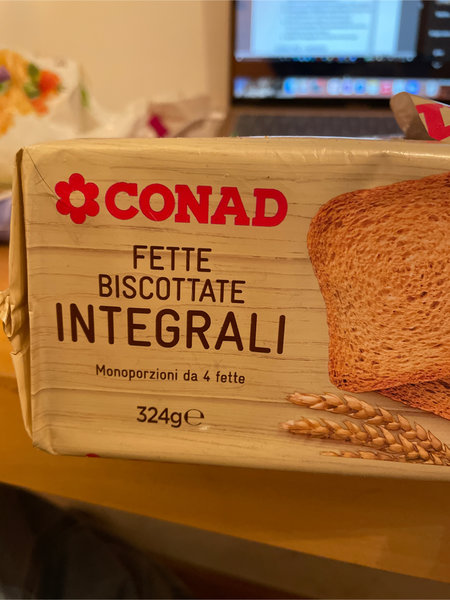 CONAD
FETTE
BISCOTTATE
INTEGRALI
Monoporzioni da 4 fette
324g℮